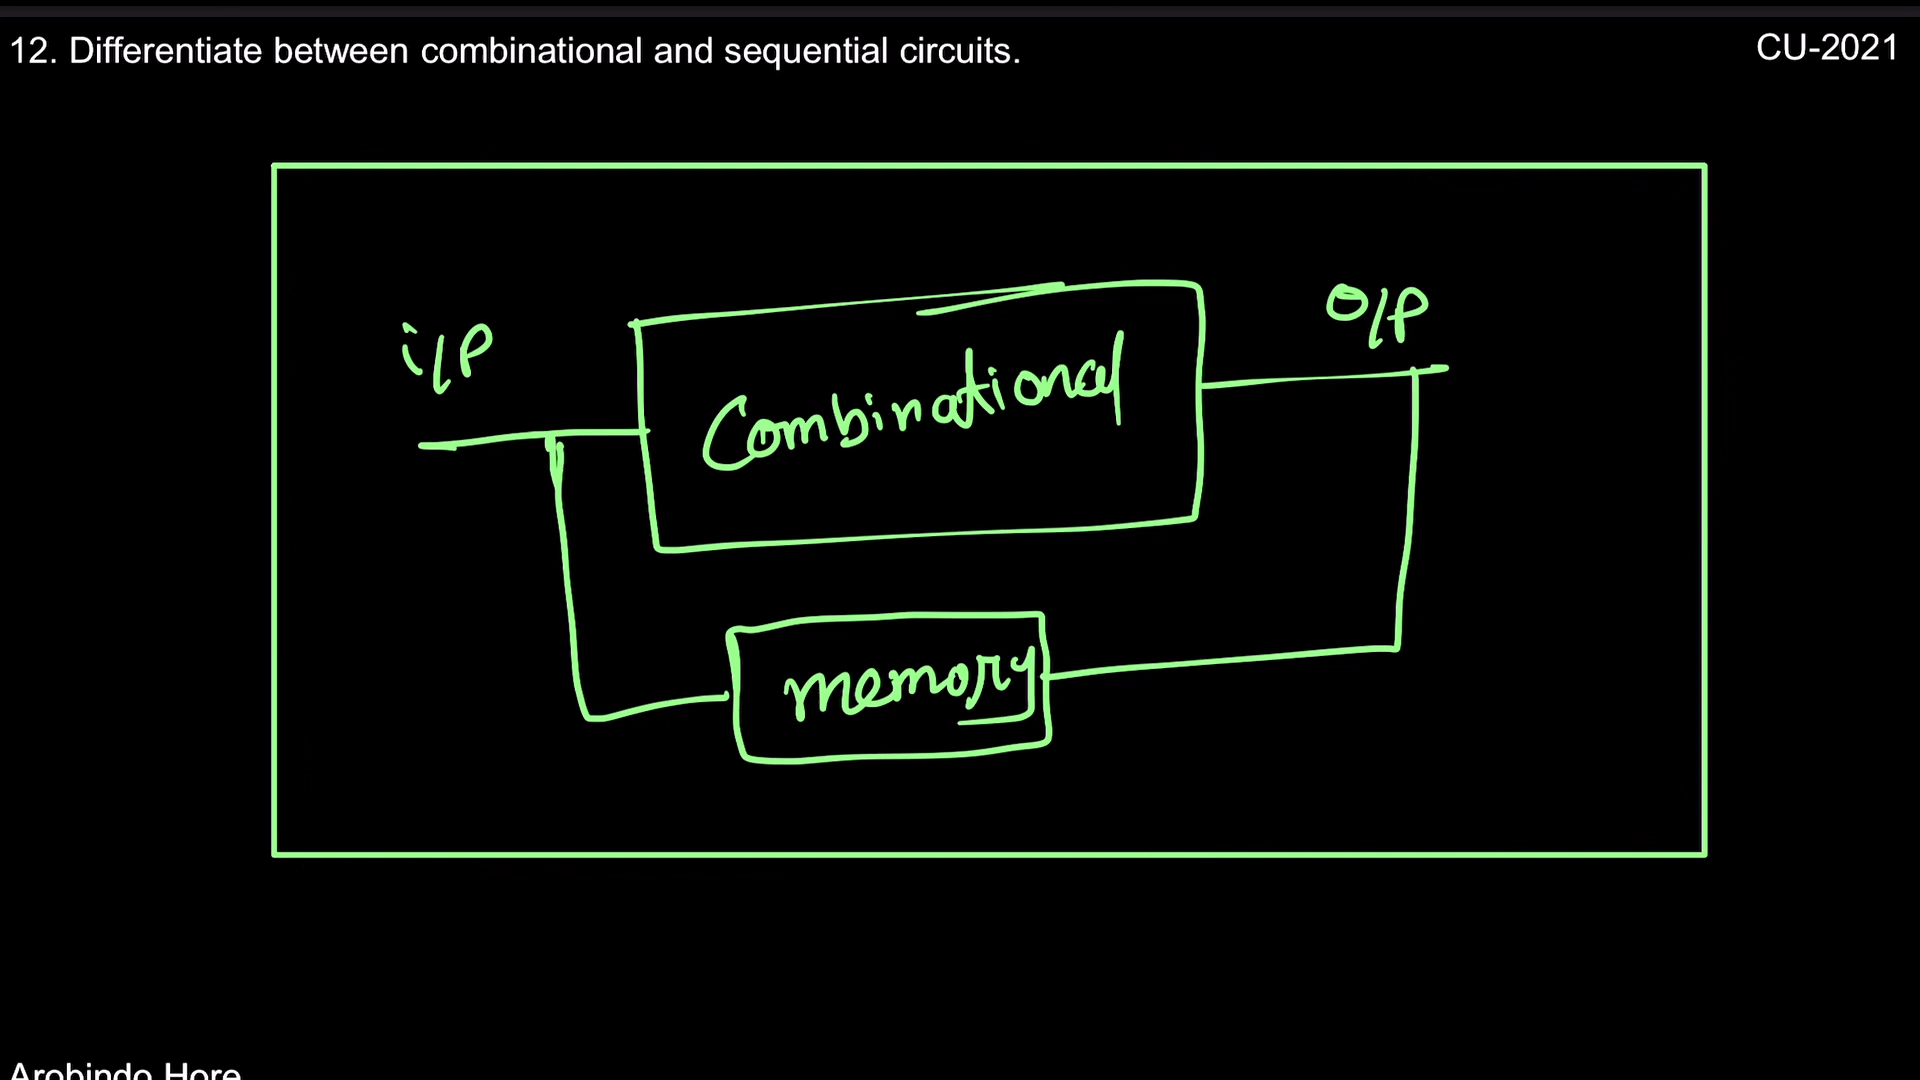 12. Differentiate between combinational and sequential circuits.
CU-2021
i/p
O/P
Combinational
memory
Arobindo Hore